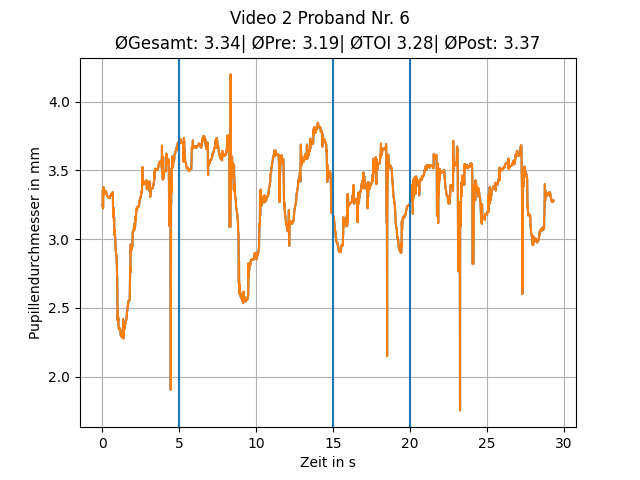 Video 2 Proband Nr. 6
ØGesamt: 3.34| ØPre: 3.19| ØTOI 3.28| ØPost: 3.37
4.0
3.5
3.0
2.5
2.0
Pupillendurchmesser in mm
0 5 10 15 20 25 30
Zeit in s